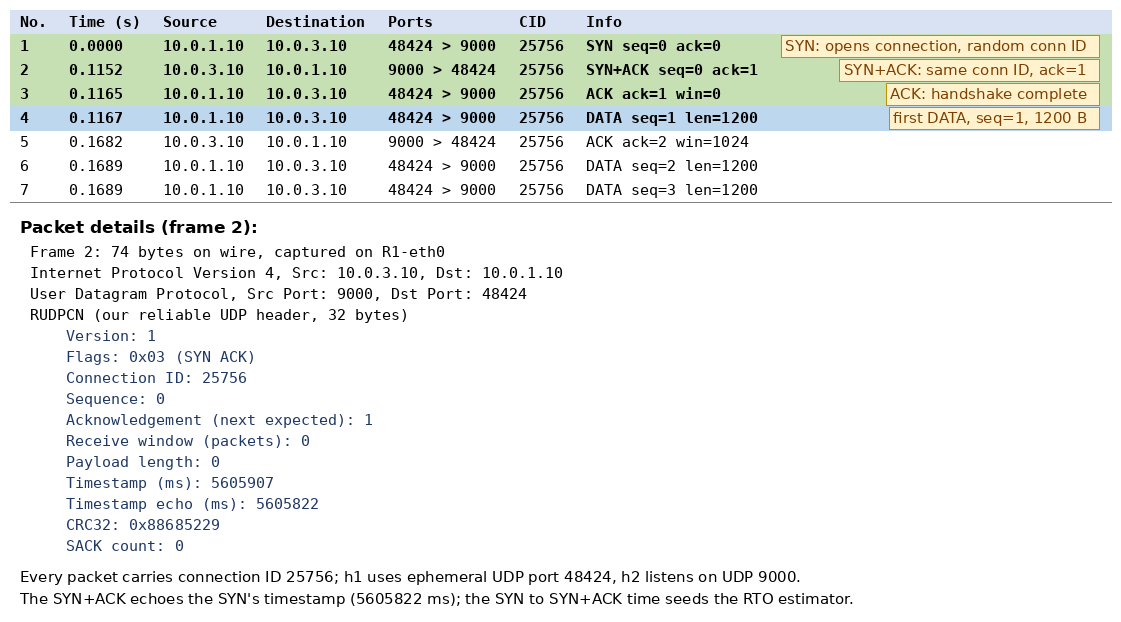 No. Time (s) Source Destination Ports CID Info
1 0.0000 10.0.1.10 10.0.3.10 48424 > 9000 25756 SYN seq=0 ack=0 SYN: opens connection, random conn ID
2 0.1152 10.0.3.10 10.0.1.10 9000 > 48424 25756 SYN+ACK seq=0 ack=1 SYN+ACK: same conn ID, ack=1
3 0.1165 10.0.1.10 10.0.3.10 48424 > 9000 25756 ACK ack=1 win=0 ACK: handshake complete
4 0.1167 10.0.1.10 10.0.3.10 48424 > 9000 25756 DATA seq=1 len=1200 first DATA, seq=1, 1200 B
5 0.1682 10.0.3.10 10.0.1.10 9000 > 48424 25756 ACK ack=2 win=1024
6 0.1689 10.0.1.10 10.0.3.10 48424 > 9000 25756 DATA seq=2 len=1200
7 0.1689 10.0.1.10 10.0.3.10 48424 > 9000 25756 DATA seq=3 len=1200
Packet details (frame 2):
Frame 2: 74 bytes on wire, captured on R1-eth0
Internet Protocol Version 4, Src: 10.0.3.10, Dst: 10.0.1.10
User Datagram Protocol, Src Port: 9000, Dst Port: 48424
RUDPCN (our reliable UDP header, 32 bytes)
Version: 1
Flags: 0x03 (SYN ACK)
Connection ID: 25756
Sequence: 0
Acknowledgement (next expected): 1
Receive window (packets): 0
Payload length: 0
Timestamp (ms): 5605907
Timestamp echo (ms): 5605822
CRC32: 0x88685229
SACK count: 0
Every packet carries connection ID 25756; h1 uses ephemeral UDP port 48424, h2 listens on UDP 9000.
The SYN+ACK echoes the SYN's timestamp (5605822 ms); the SYN to SYN+ACK time seeds the RTO estimator.